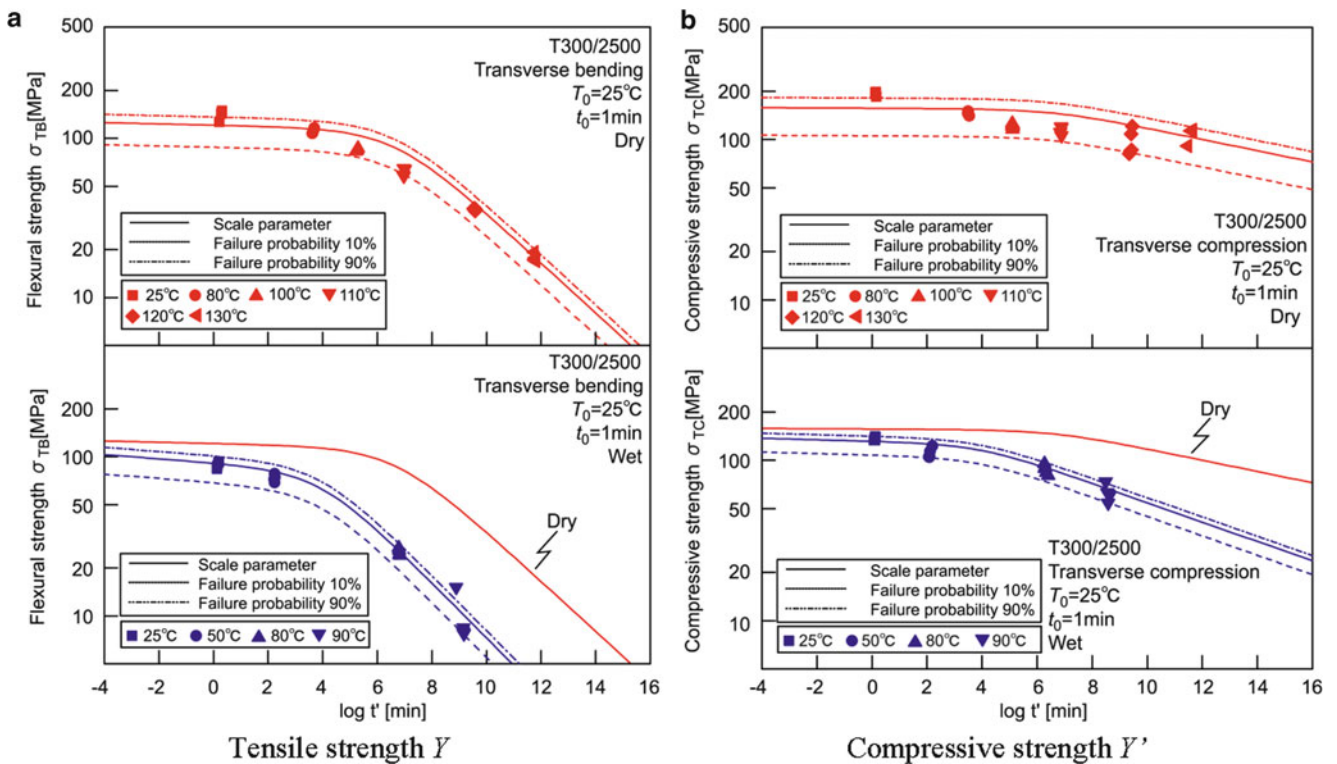 a
500
200
100
50
20
10
Flexural strength σTB[MPa]
T300/2500
Transverse bending
T0=25°C
t0=1min
Dry
Scale parameter
Failure probability 10%
Failure probability 90%
25°C 80°C 100°C 110°C
120°C 130°C
200
100
50
20
10
Flexural strength σTB[MPa]
T300/2500
Transverse bending
T0=25°C
t0=1min
Wet
Dry
Scale parameter
Failure probability 10%
Failure probability 90%
25°C 50°C 80°C 90°C
-4 -2 0 2 4 6 8 10 12 14 16
log t' [min]
Tensile strength Y
b
500
200
100
50
20
10
Compressive strength σTC[MPa]
T300/2500
Transverse compression
T0=25°C
t0=1min
Dry
Scale parameter
Failure probability 10%
Failure probability 90%
25°C 80°C 100°C 110°C
120°C 130°C
200
100
50
20
10
Compressive strength σTC[MPa]
Dry
T300/2500
Transverse compression
T0=25°C
t0=1min
Wet
Scale parameter
Failure probability 10%
Failure probability 90%
25°C 50°C 80°C 90°C
-4 -2 0 2 4 6 8 10 12 14 16
log t' [min]
Compressive strength Y'